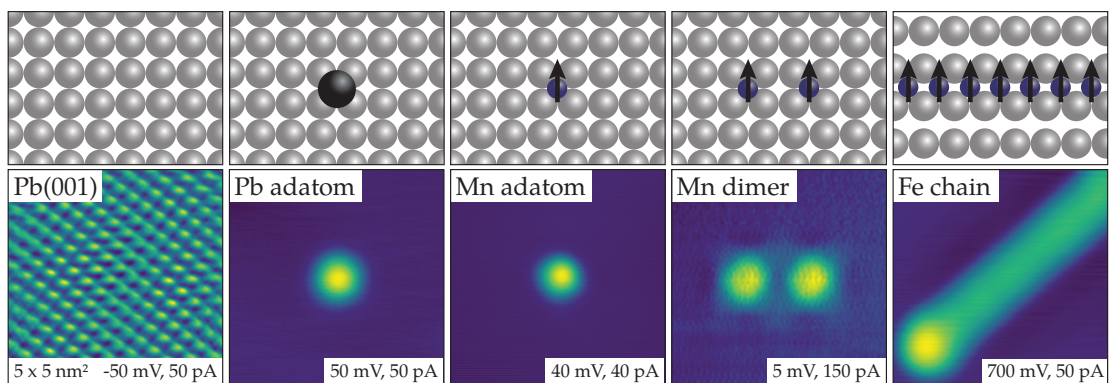 Pb(001)
5 x 5 nm² -50 mV, 50 pA
Pb adatom
50 mV, 50 pA
Mn adatom
40 mV, 40 pA
Mn dimer
5 mV, 150 pA
Fe chain
700 mV, 50 pA